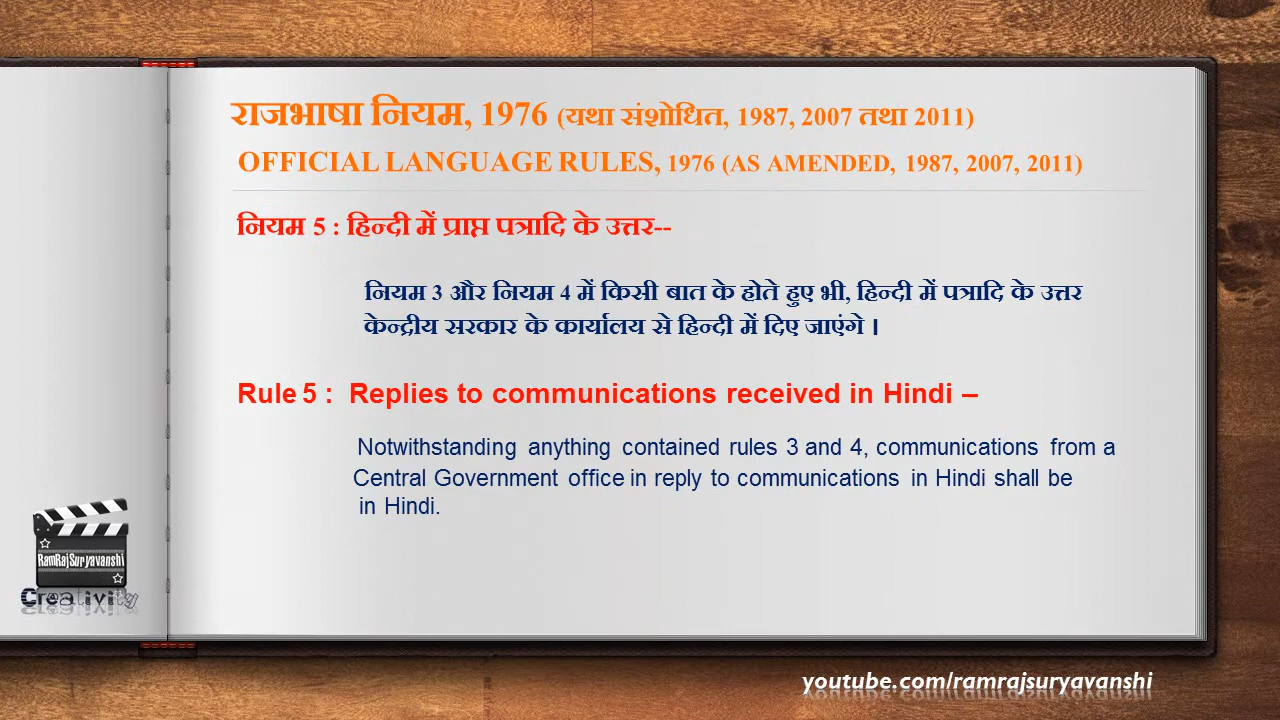 राजभाषा नियम, 1976 (यथा संशोधित, 1987, 2007 तथा 2011)
OFFICIAL LANGUAGE RULES, 1976 (AS AMENDED, 1987, 2007, 2011)
नियम 5 : हिन्दी में प्राप्त पत्रादि के उत्तर--
नियम 3 और नियम 4 में किसी बात के होते हुए भी, हिन्दी में पत्रादि के उत्तर
केन्द्रीय सरकार के कार्यालय से हिन्दी में दिए जाएंगे ।
Rule 5 : Replies to communications received in Hindi –
Notwithstanding anything contained rules 3 and 4, communications from a
Central Government office in reply to communications in Hindi shall be
in Hindi.
RamRajSuryavanshi
Creativity
youtube.com/ramrajsuryavanshi